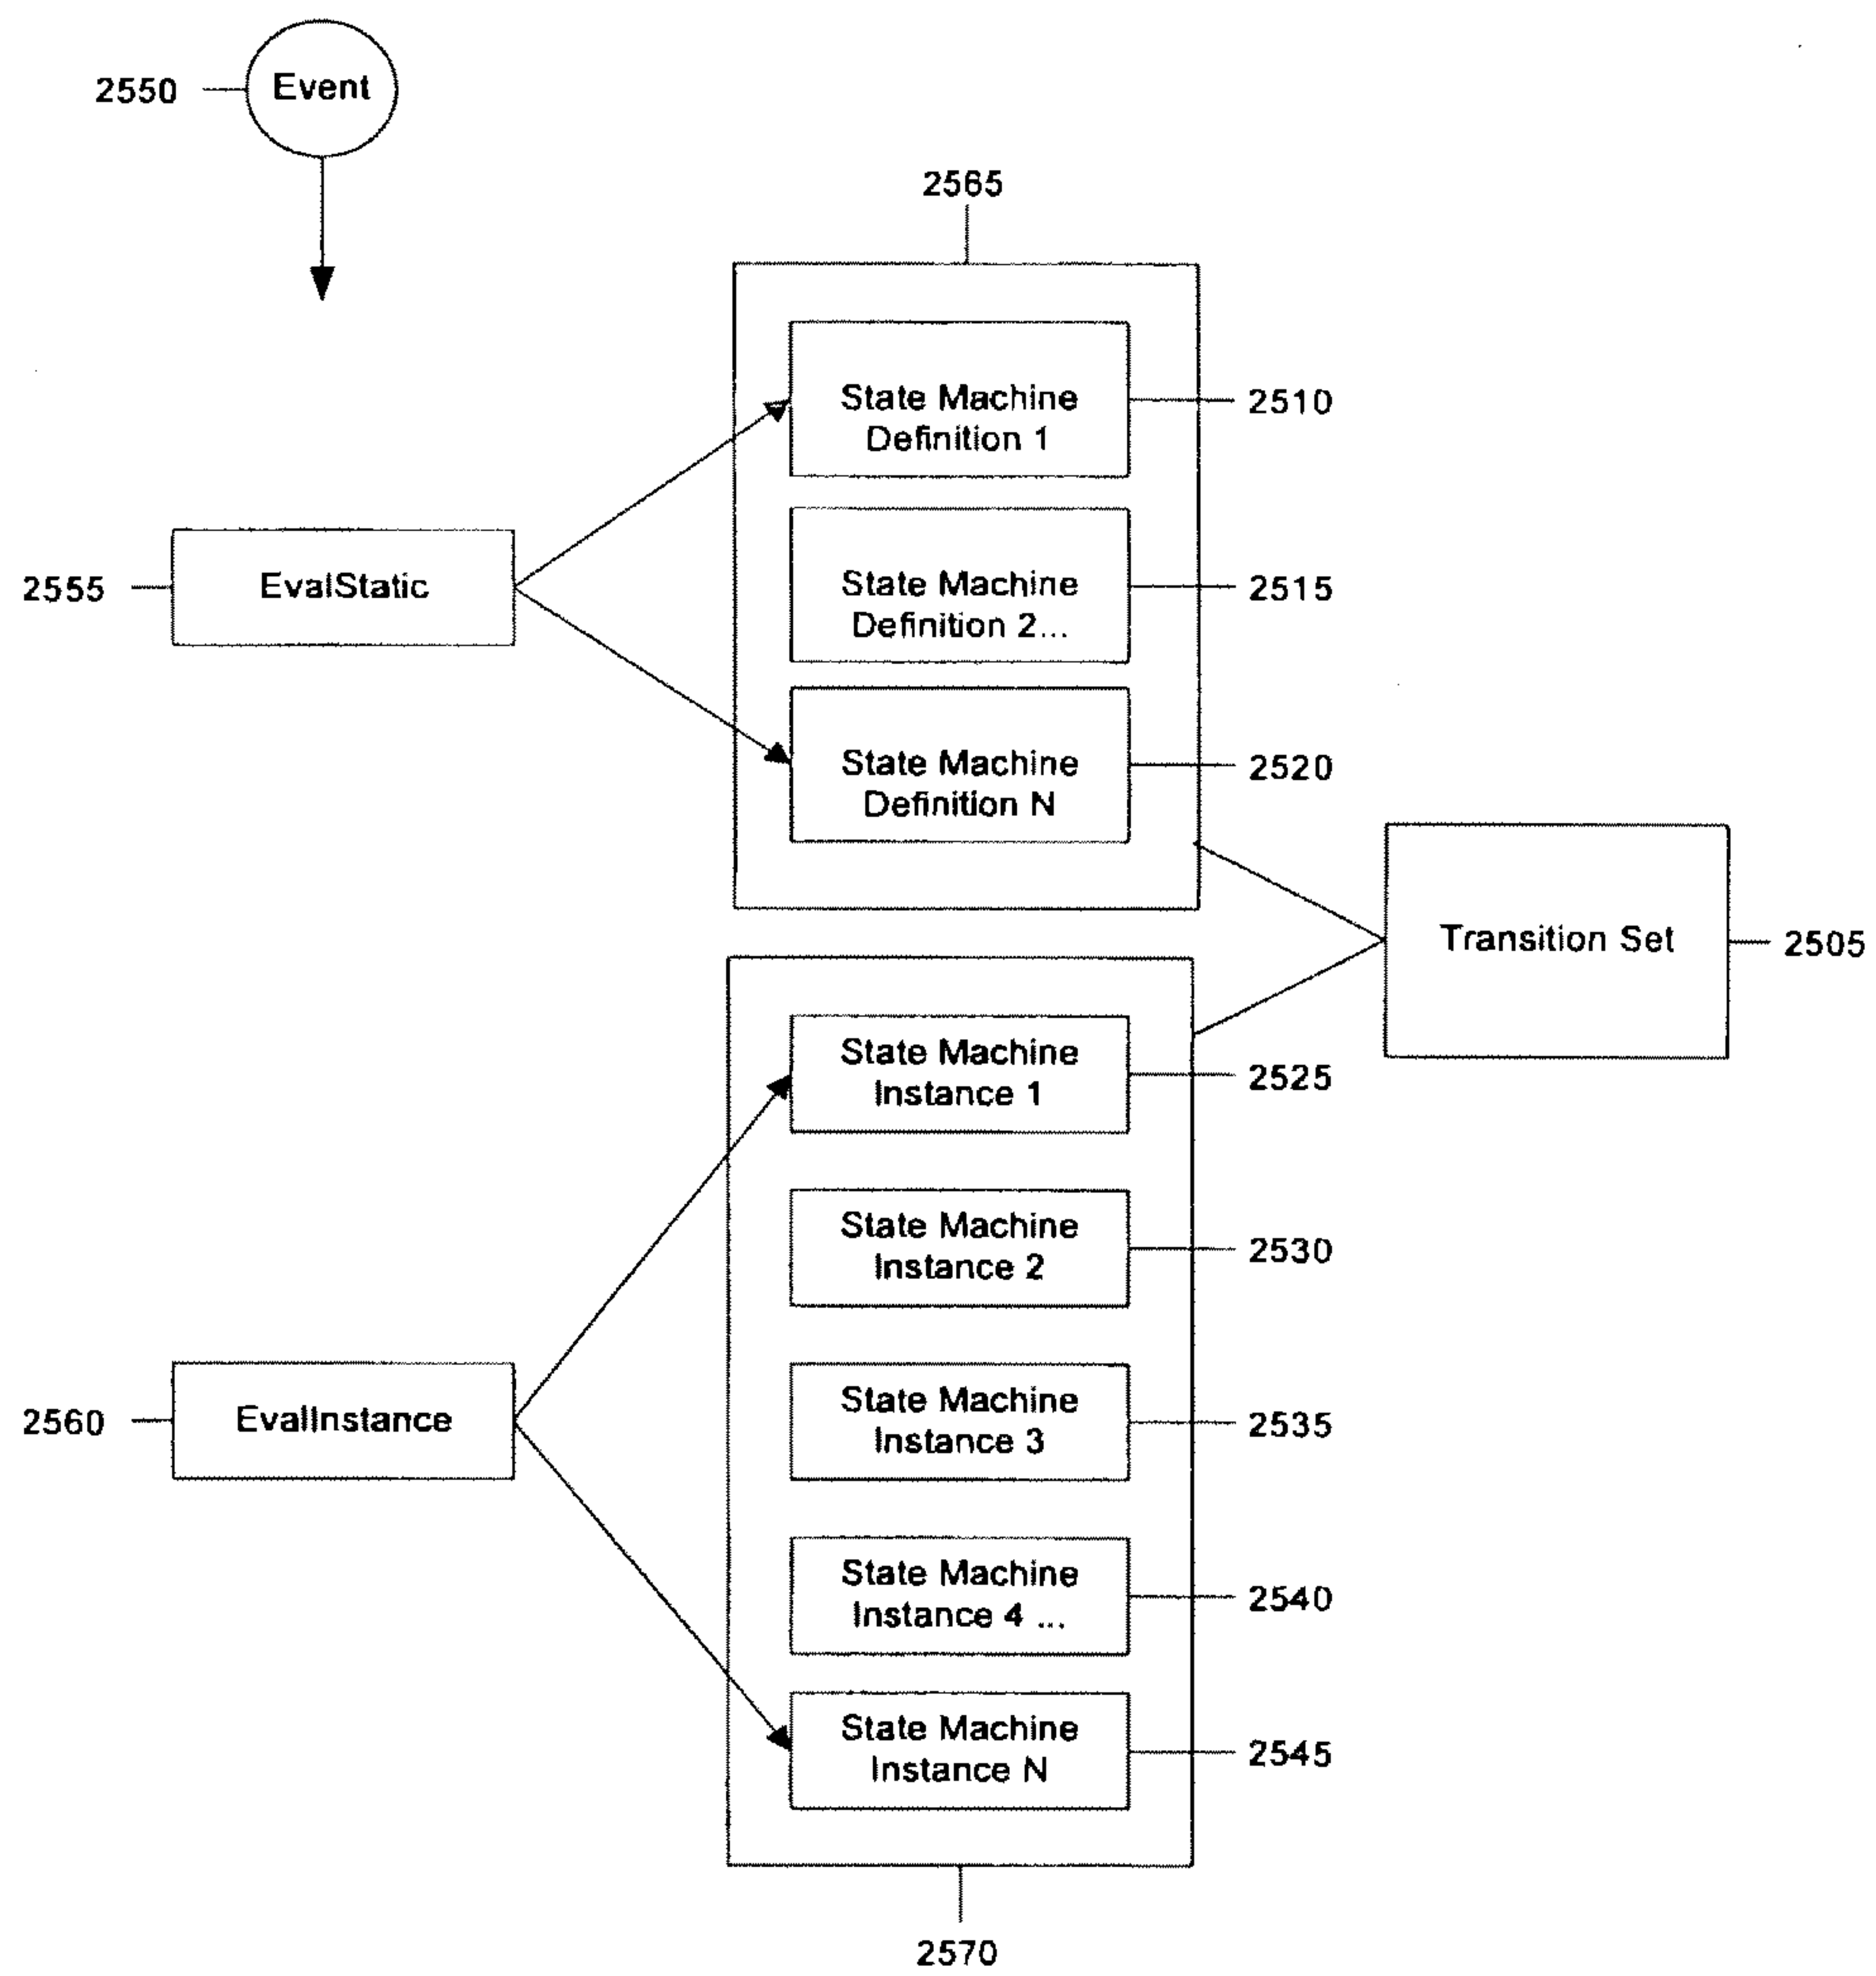 2550
Event
2565
State Machine
Definition 1
2510
2555
EvalStatic
State Machine
Definition 2...
2515
State Machine
Definition N
2520
Transition Set
2505
State Machine
Instance 1
2525
State Machine
Instance 2
2530
2560
EvalInstance
State Machine
Instance 3
2535
State Machine
Instance 4 ...
2540
State Machine
Instance N
2545
2570